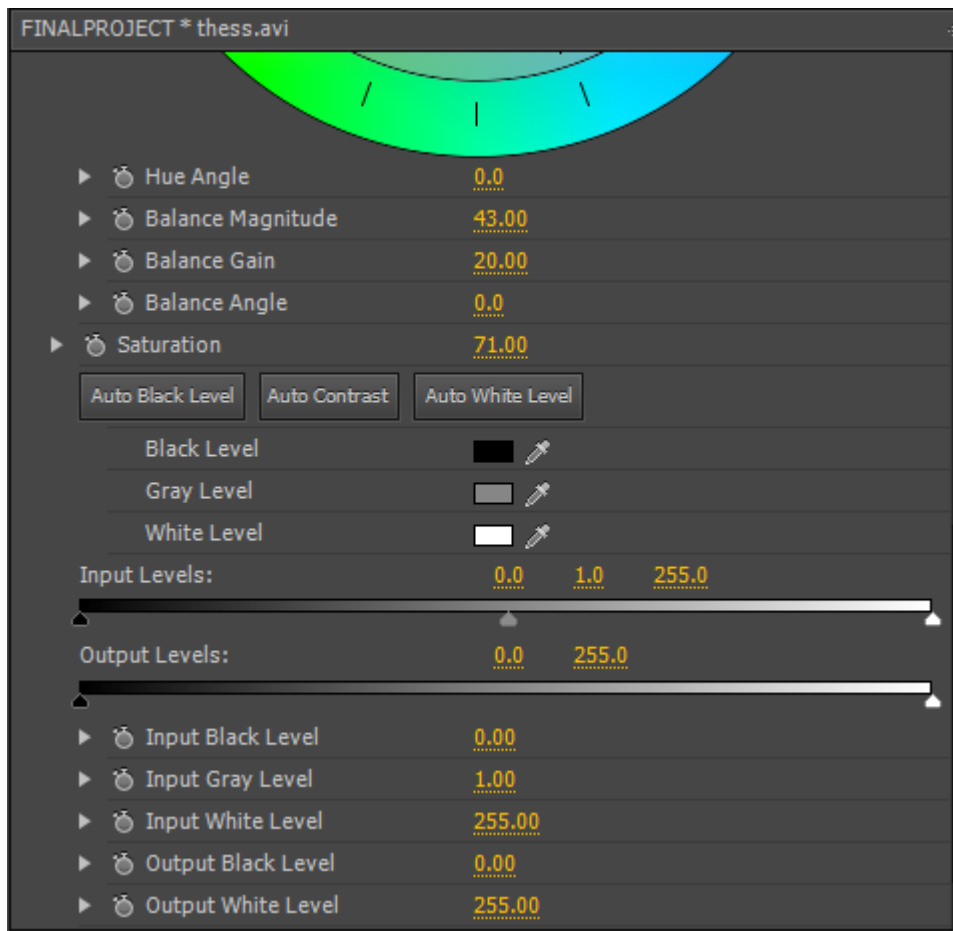 FINALPROJECT * thess.avi
Hue Angle 0.0
Balance Magnitude 43.00
Balance Gain 20.00
Balance Angle 0.0
Saturation 71.00
Auto Black Level Auto Contrast Auto White Level
Black Level
Gray Level
White Level
Input Levels: 0.0 1.0 255.0
Output Levels: 0.0 255.0
Input Black Level 0.00
Input Gray Level 1.00
Input White Level 255.00
Output Black Level 0.00
Output White Level 255.00